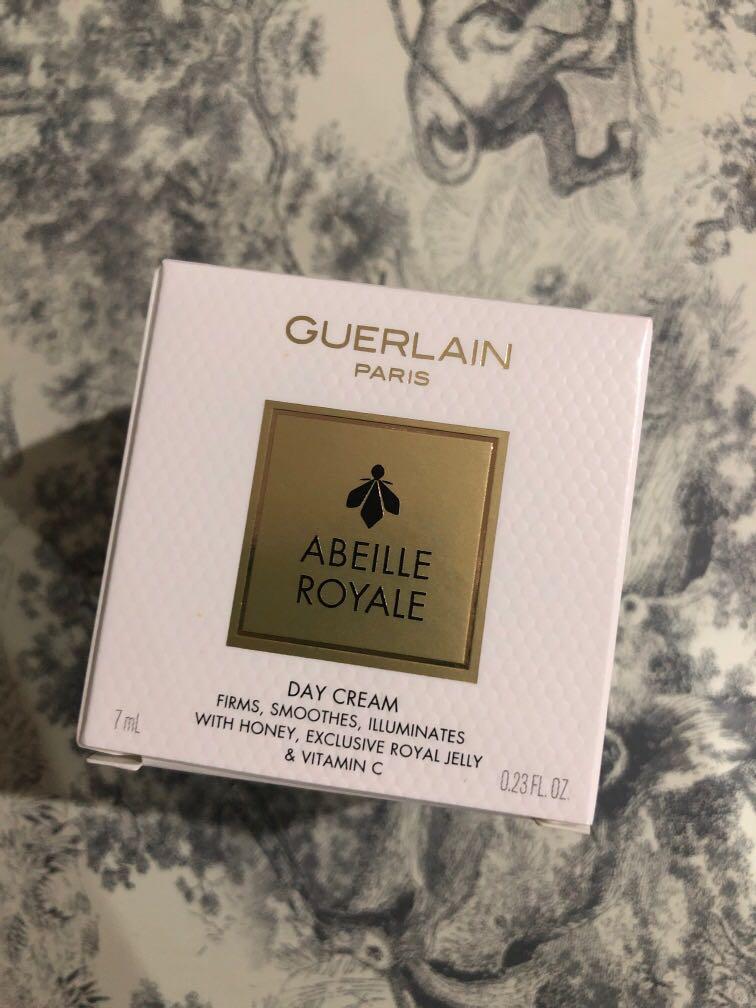 GUERLAIN
PARIS
ABEILLE
ROYALE
DAY CREAM
FIRMS, SMOOTHES, ILLUMINATES
WITH HONEY, EXCLUSIVE ROYAL JELLY
& VITAMIN C
7 mL
0.23 FL. OZ.